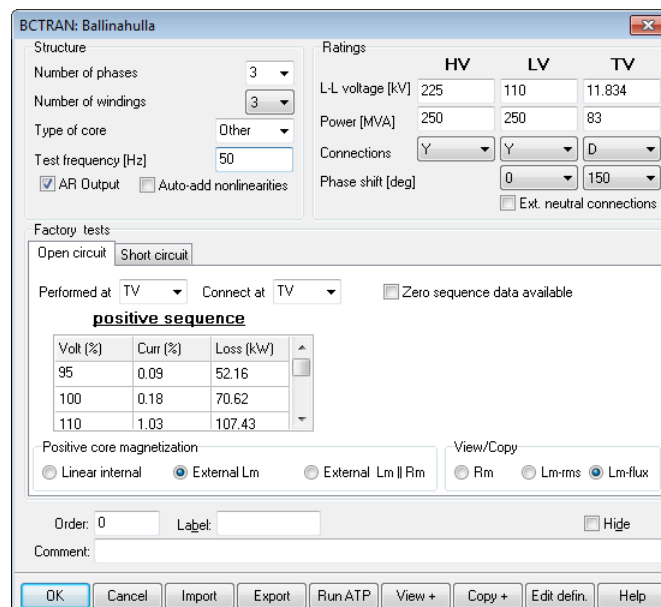 BCTRAN: Ballinahulla
Structure
Number of phases 3
Number of windings 3
Type of core Other
Test frequency [Hz] 50
AR Output Auto-add nonlinearities
Ratings
HV LV TV
L-L voltage [kV] 225 110 11.834
Power [MVA] 250 250 83
Connections Y Y D
Phase shift [deg] 0 150
Ext. neutral connections
Factory tests
Open circuit Short circuit
Performed at TV Connect at TV Zero sequence data available
positive sequence
Volt (%) Curr (%) Loss (kW)
95 0.09 52.16
100 0.18 70.62
110 1.03 107.43
Positive core magnetization
Linear internal External Lm External Lm || Rm
View/Copy
Rm Lm-rms Lm-flux
Order: 0 Label: Hide
Comment:
OK Cancel Import Export Run ATP View + Copy + Edit defin. Help